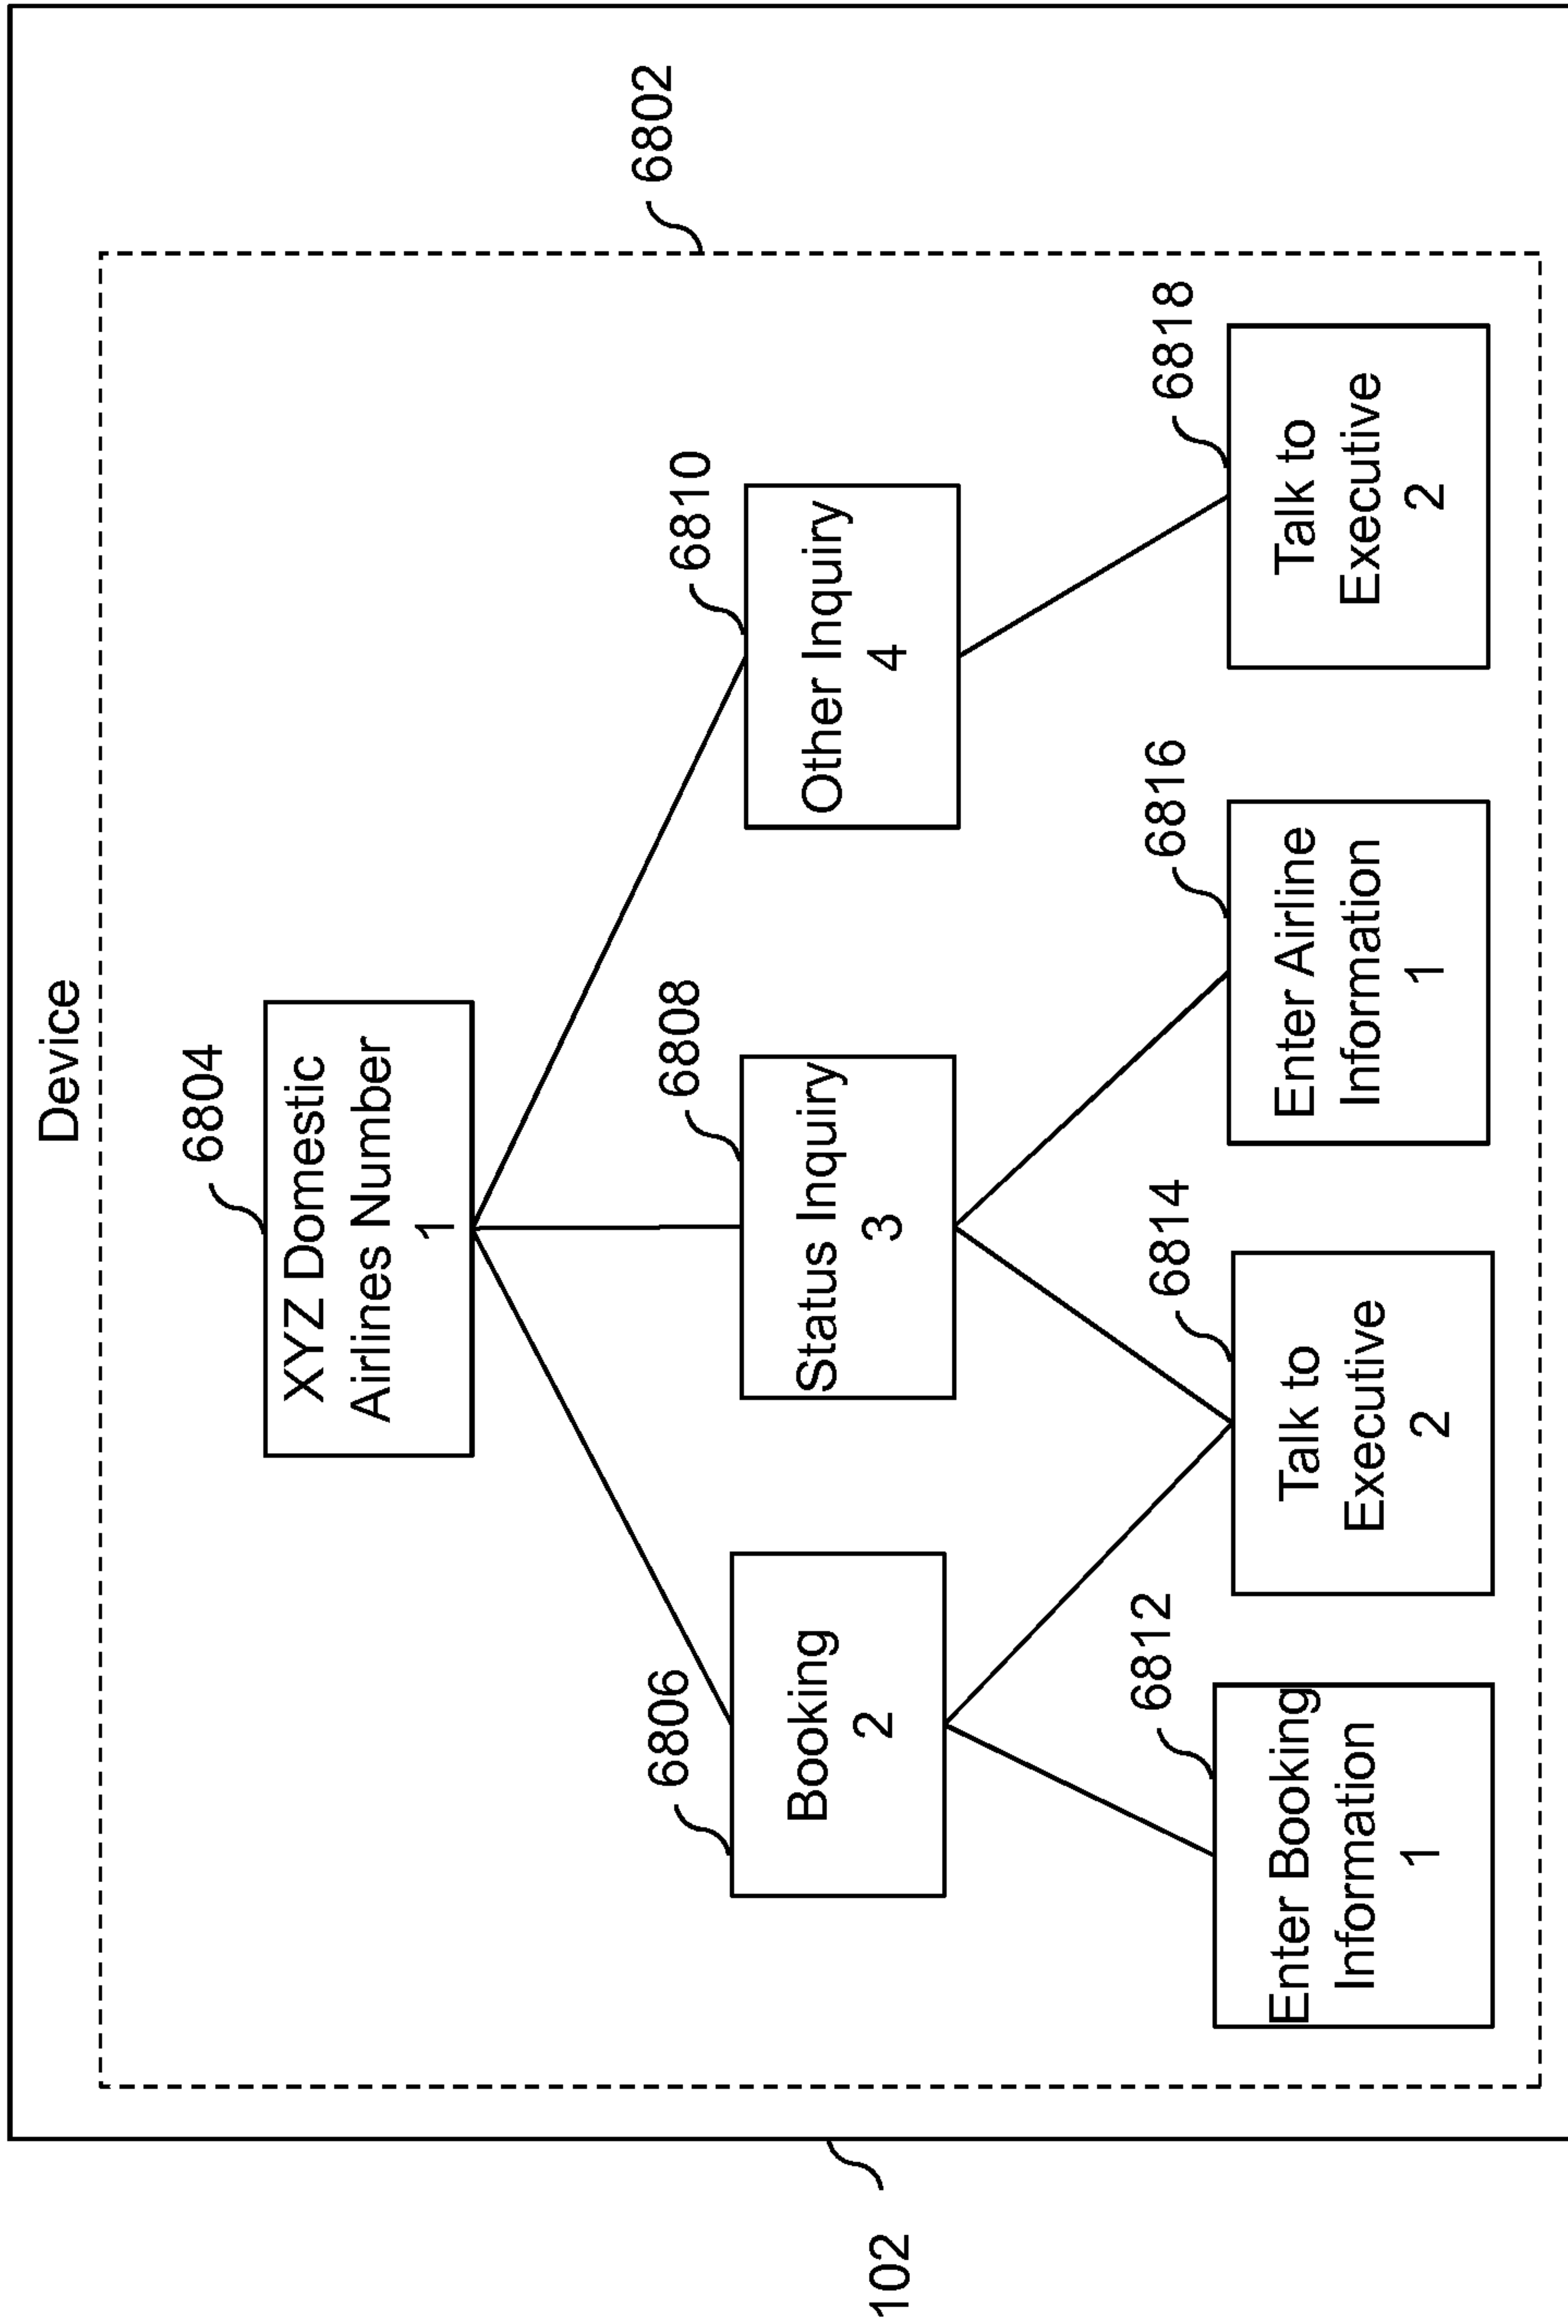 Device
6802
6804
XYZ Domestic
Airlines Number
1
6806
Booking
2
6808
Status Inquiry
3
6810
Other Inquiry
4
6812
Enter Booking
Information
1
6814
Talk to
Executive
2
6816
Enter Airline
Information
1
6818
Talk to
Executive
2
102